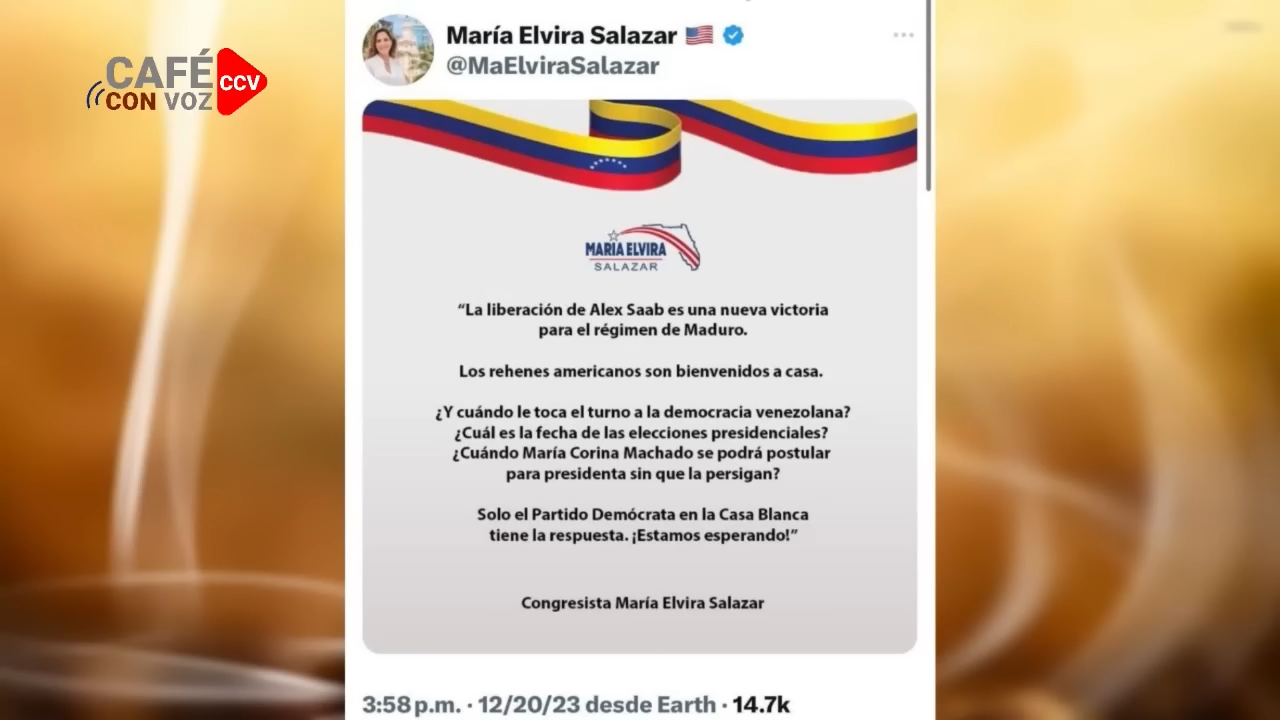 CAFÉ
CON VOZ
CCV
María Elvira Salazar
@MaElviraSalazar
MARÍA ELVIRA
SALAZAR
“La liberación de Alex Saab es una nueva victoria
para el régimen de Maduro.
Los rehenes americanos son bienvenidos a casa.
¿Y cuándo le toca el turno a la democracia venezolana?
¿Cuál es la fecha de las elecciones presidenciales?
¿Cuándo María Corina Machado se podrá postular
para presidenta sin que la persigan?
Solo el Partido Demócrata en la Casa Blanca
tiene la respuesta. ¡Estamos esperando!”
Congresista María Elvira Salazar
3:58 p.m. · 12/20/23 desde Earth · 14.7k